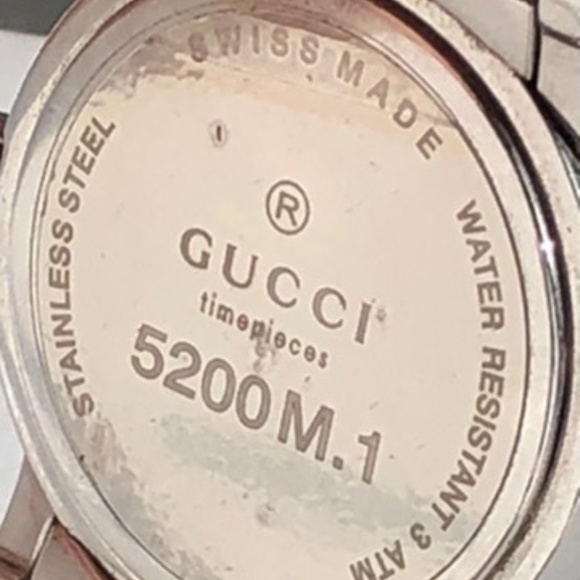 SWISS MADE
WATER RESISTANT 3 ATM
STAINLESS STEEL
®
GUCCI
timepieces
5200M.1